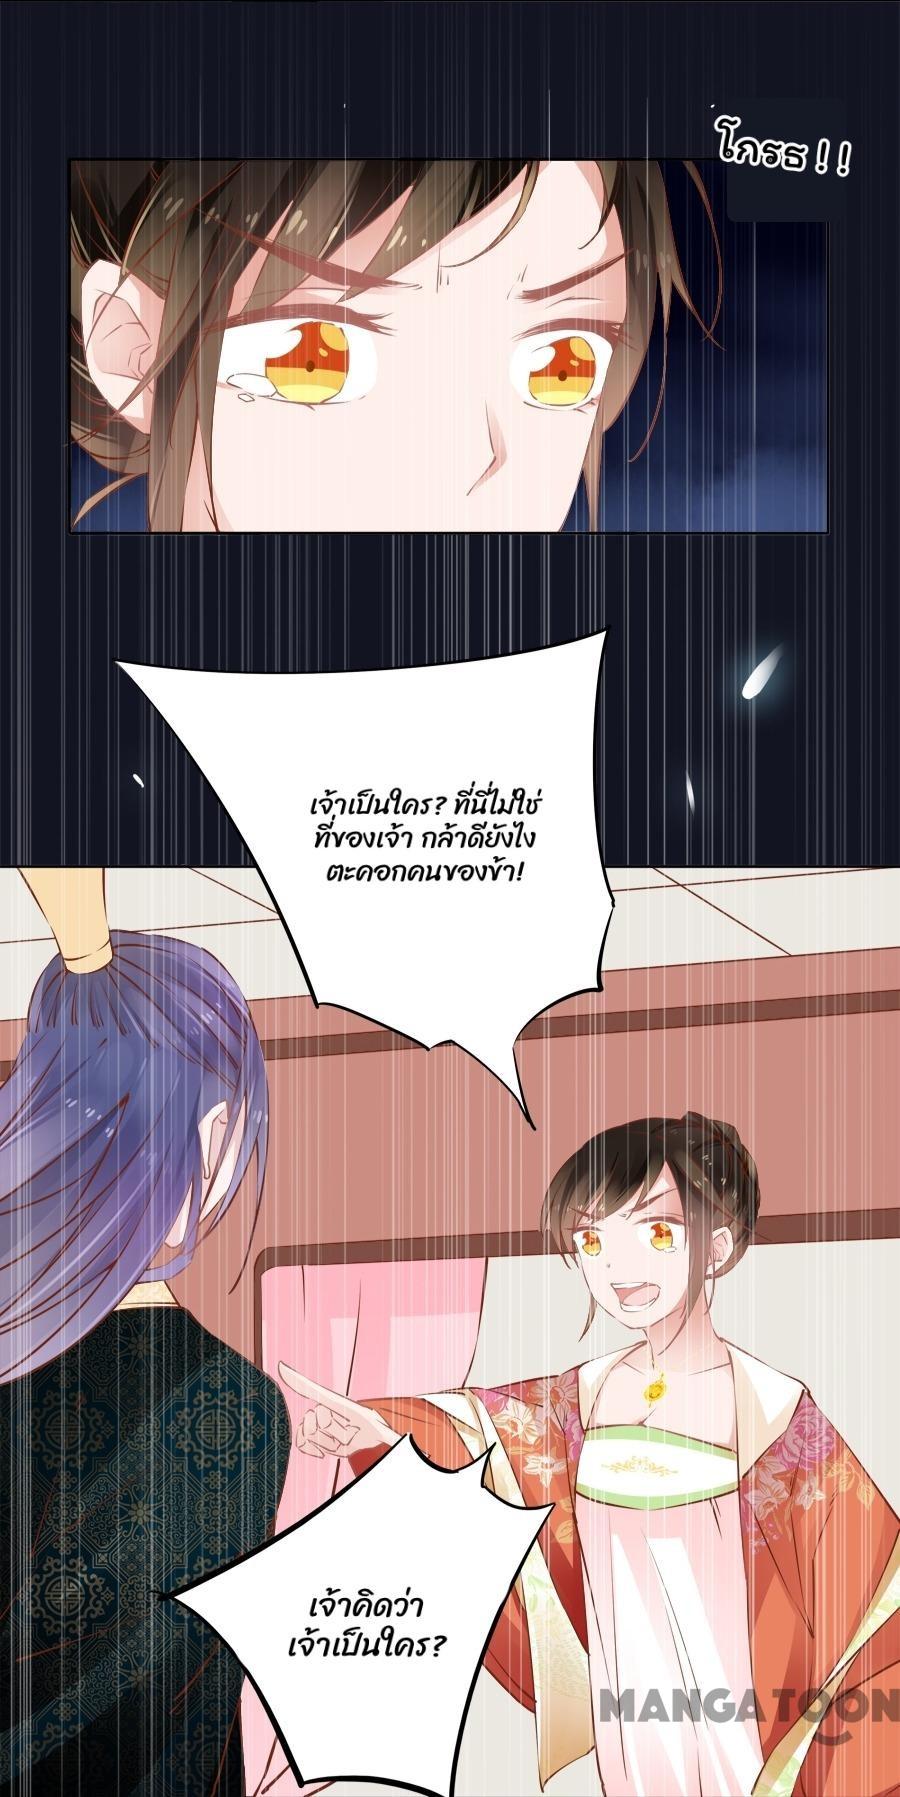 โกรธ!!
เจ้าเป็นใคร? ที่นี่ไม่ใช่
ที่ของเจ้า กล้าดียังไง
ตะคอกคนของข้า!
เจ้าคิดว่า
เจ้าเป็นใคร?
MANGATOON